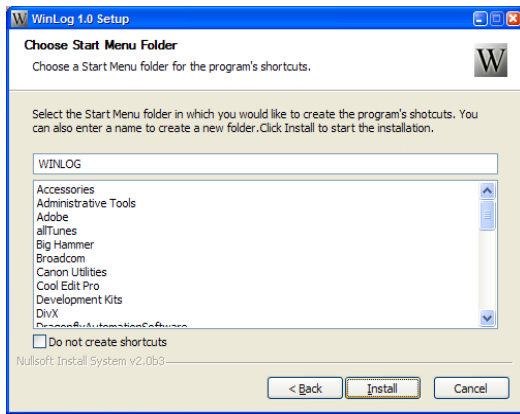 W WinLog 1.0 Setup
Choose Start Menu Folder
Choose a Start Menu folder for the program's shortcuts.
W
Select the Start Menu folder in which you would like to create the program's shotcuts. You
can also enter a name to create a new folder.Click Install to start the installation.
WINLOG
Accessories
Administrative Tools
Adobe
allTunes
Big Hammer
Broadcom
Canon Utilities
Cool Edit Pro
Development Kits
DivX
DragonflyAutomationSoftware
Do not create shortcuts
Nullsoft Install System v2.0b3
< Back
Install
Cancel